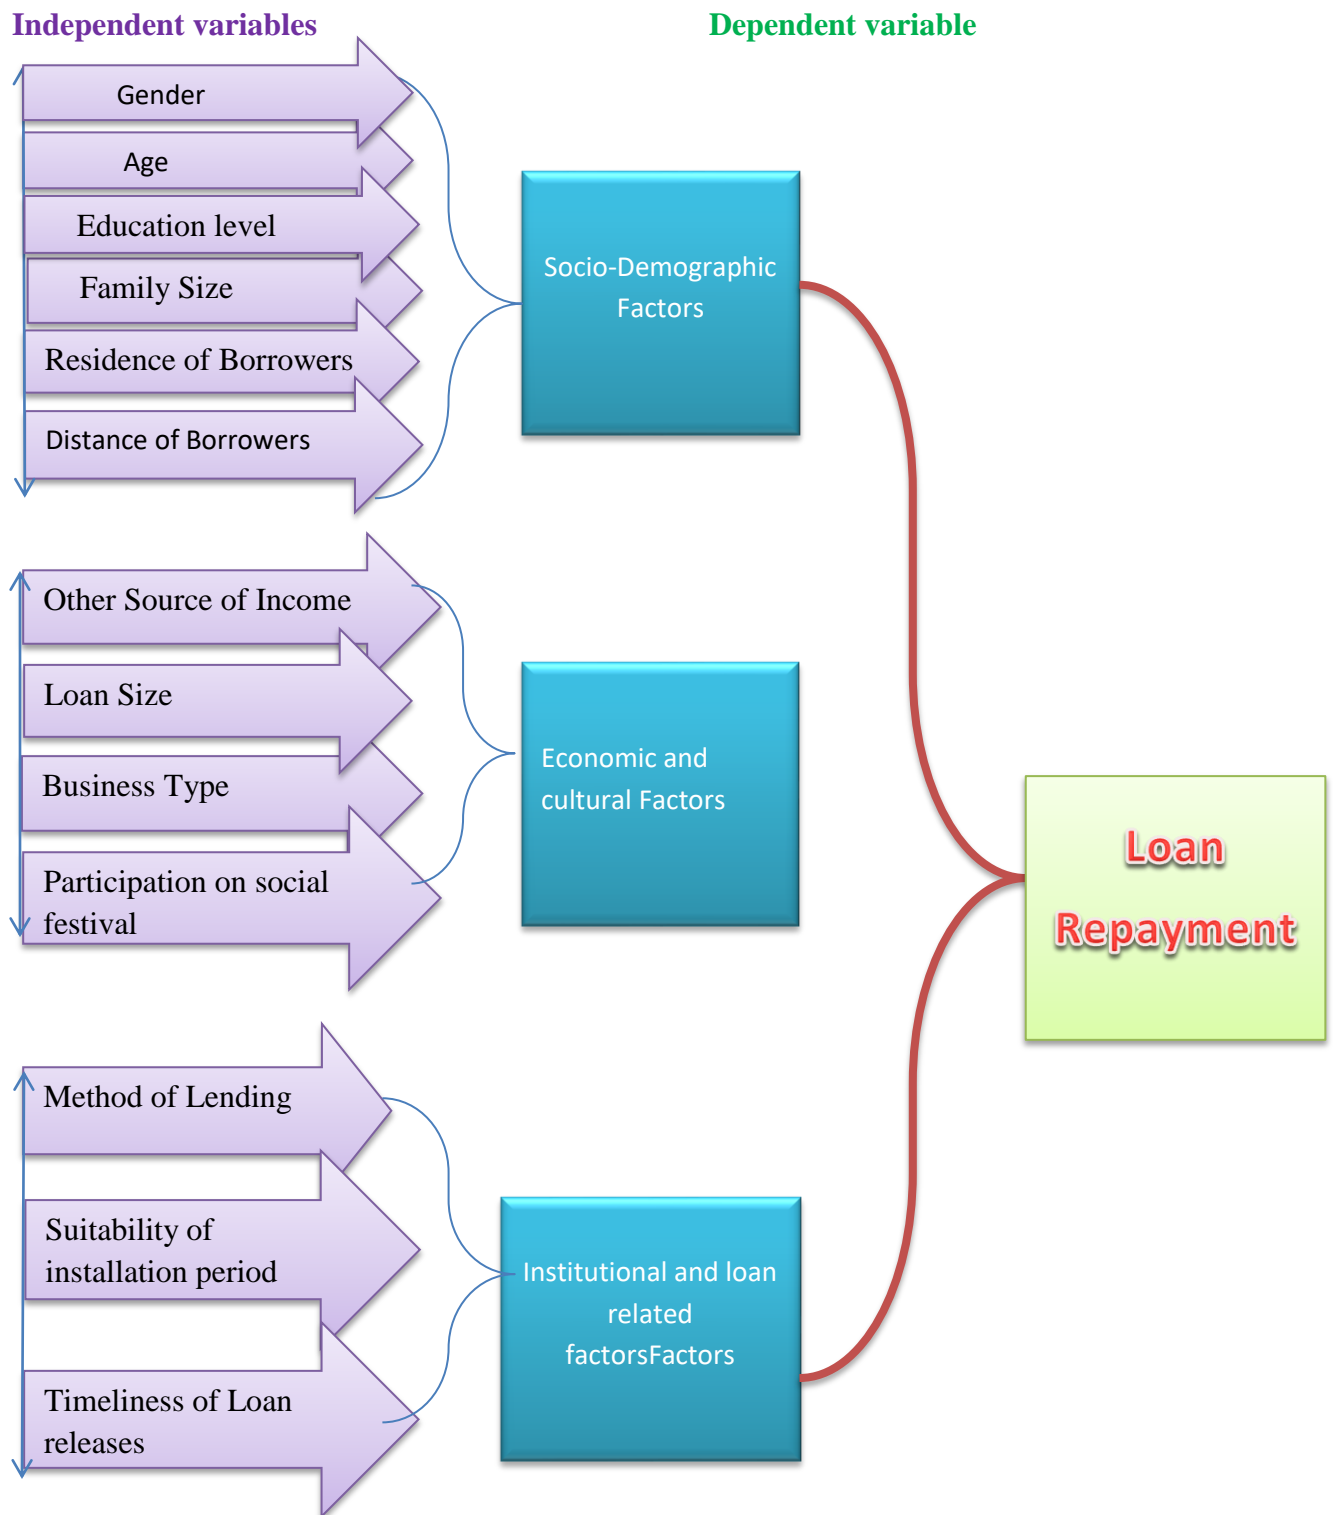 Independent variables
Dependent variable
Gender
Age
Education level
Family Size
Residence of Borrowers
Distance of Borrowers
Socio-Demographic
Factors
Other Source of Income
Loan Size
Business Type
Participation on social
festival
Economic and
cultural Factors
Method of Lending
Suitability of
installation period
Timeliness of Loan
releases
Institutional and loan
related
factorsFactors
Loan
Repayment